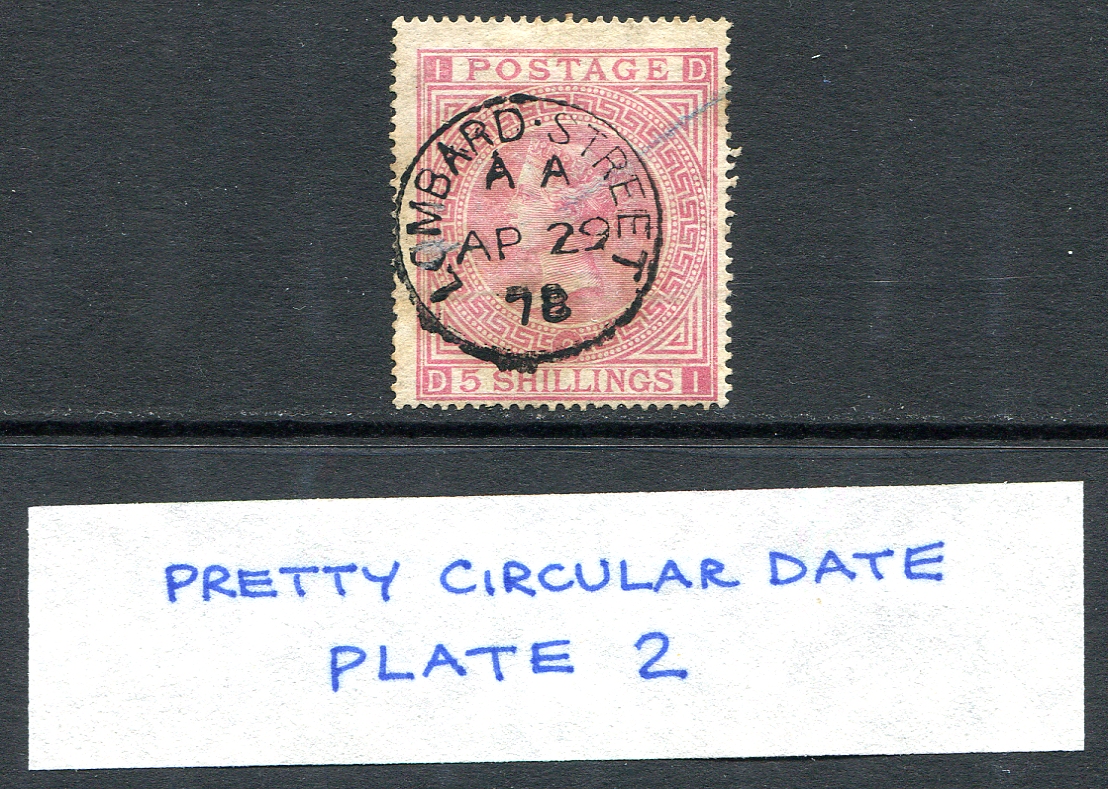 I POSTAGE D
LOMBARD · STREET
A A
AP 29
78
D 5 SHILLINGS I
PRETTY CIRCULAR DATE
PLATE 2